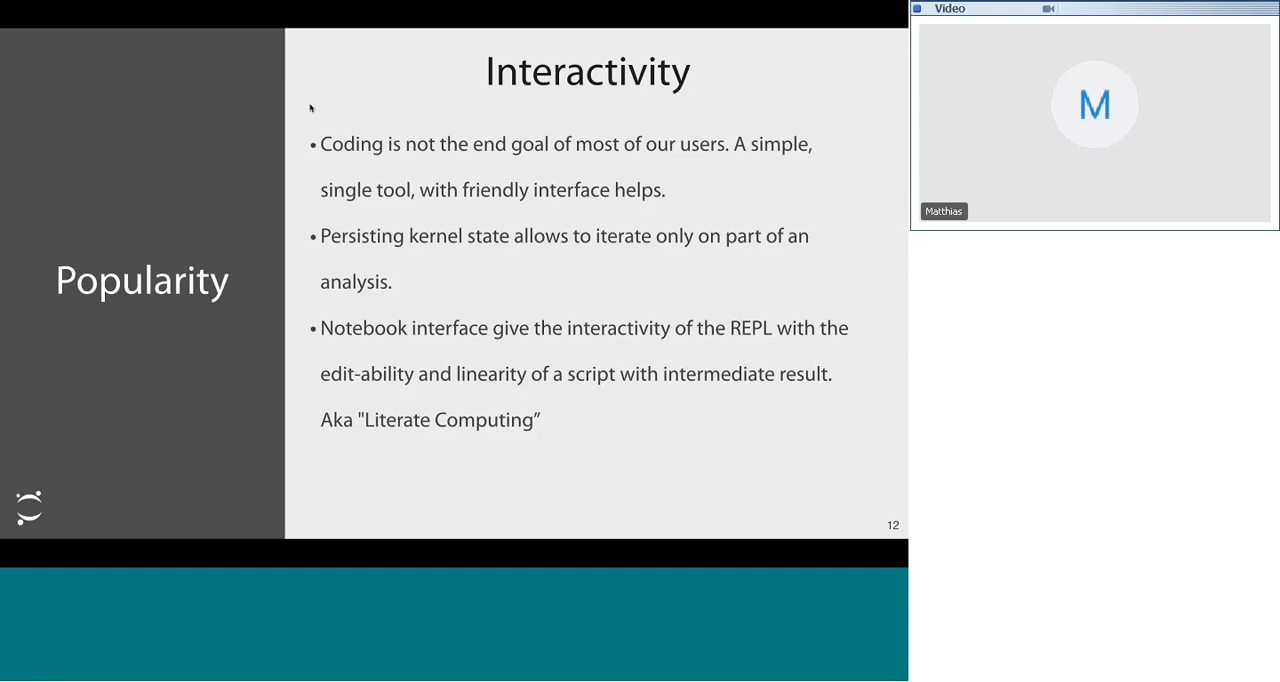 Interactivity
• Coding is not the end goal of most of our users. A simple,
single tool, with friendly interface helps.
• Persisting kernel state allows to iterate only on part of an
analysis.
• Notebook interface give the interactivity of the REPL with the
edit-ability and linearity of a script with intermediate result.
Aka "Literate Computing”
Popularity
12
Video
M
Matthias